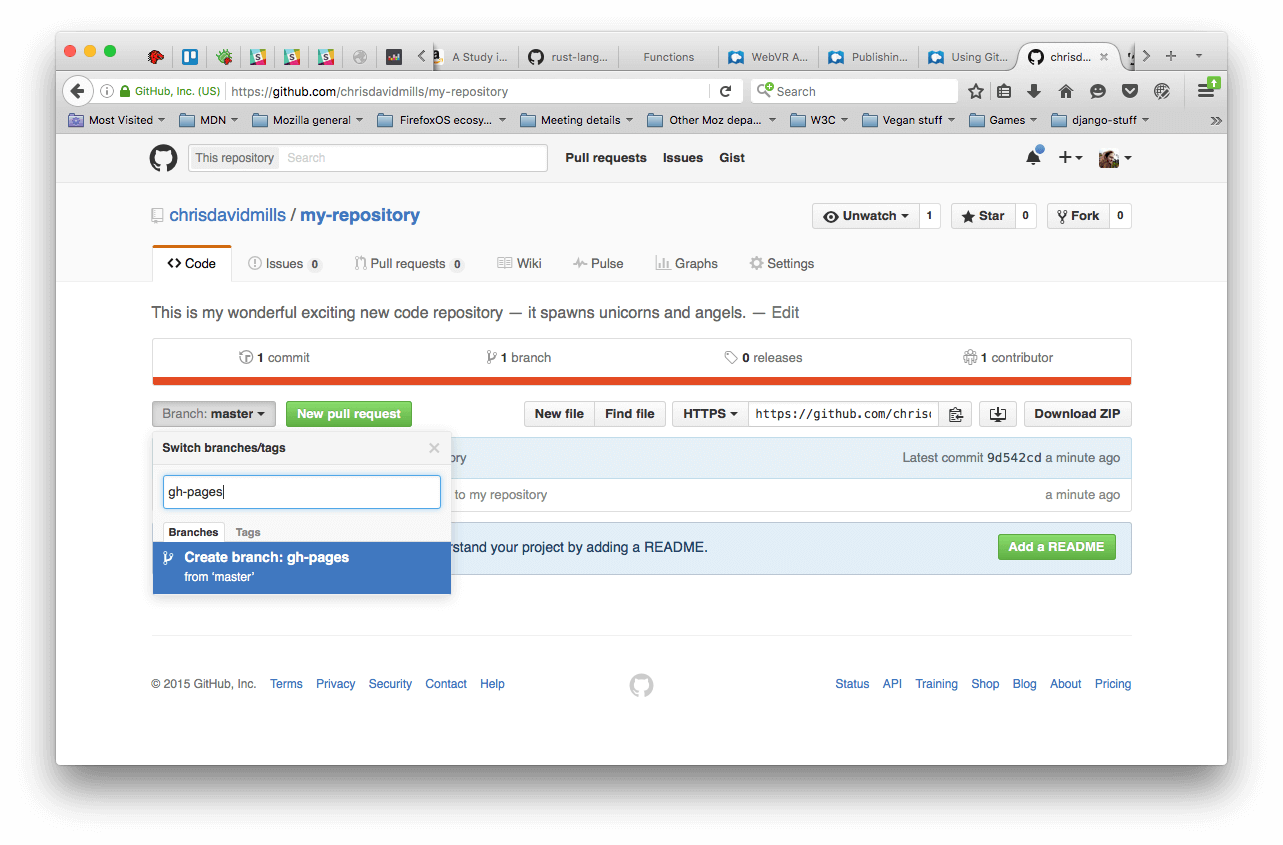 A Study i... rust-lang... Functions WebVR A... Publishin... Using Git... chrisd...
GitHub, Inc. (US) https://github.com/chrisdavidmills/my-repository Search
Most Visited MDN Mozilla general FirefoxOS ecosy... Meeting details Other Moz depa... W3C Vegan stuff Games django-stuff
This repository Search Pull requests Issues Gist
chrisdavidmills / my-repository Unwatch 1 Star 0 Fork 0
Code Issues 0 Pull requests 0 Wiki Pulse Graphs Settings
This is my wonderful exciting new code repository — it spawns unicorns and angels. — Edit
1 commit 1 branch 0 releases 1 contributor
Branch: master New pull request New file Find file HTTPS https://github.com/chrisc Download ZIP
Switch branches/tags
ory Latest commit 9d542cd a minute ago
gh-pages
to my repository a minute ago
Branches Tags
rstand your project by adding a README. Add a README
Create branch: gh-pages
from 'master'
© 2015 GitHub, Inc. Terms Privacy Security Contact Help Status API Training Shop Blog About Pricing